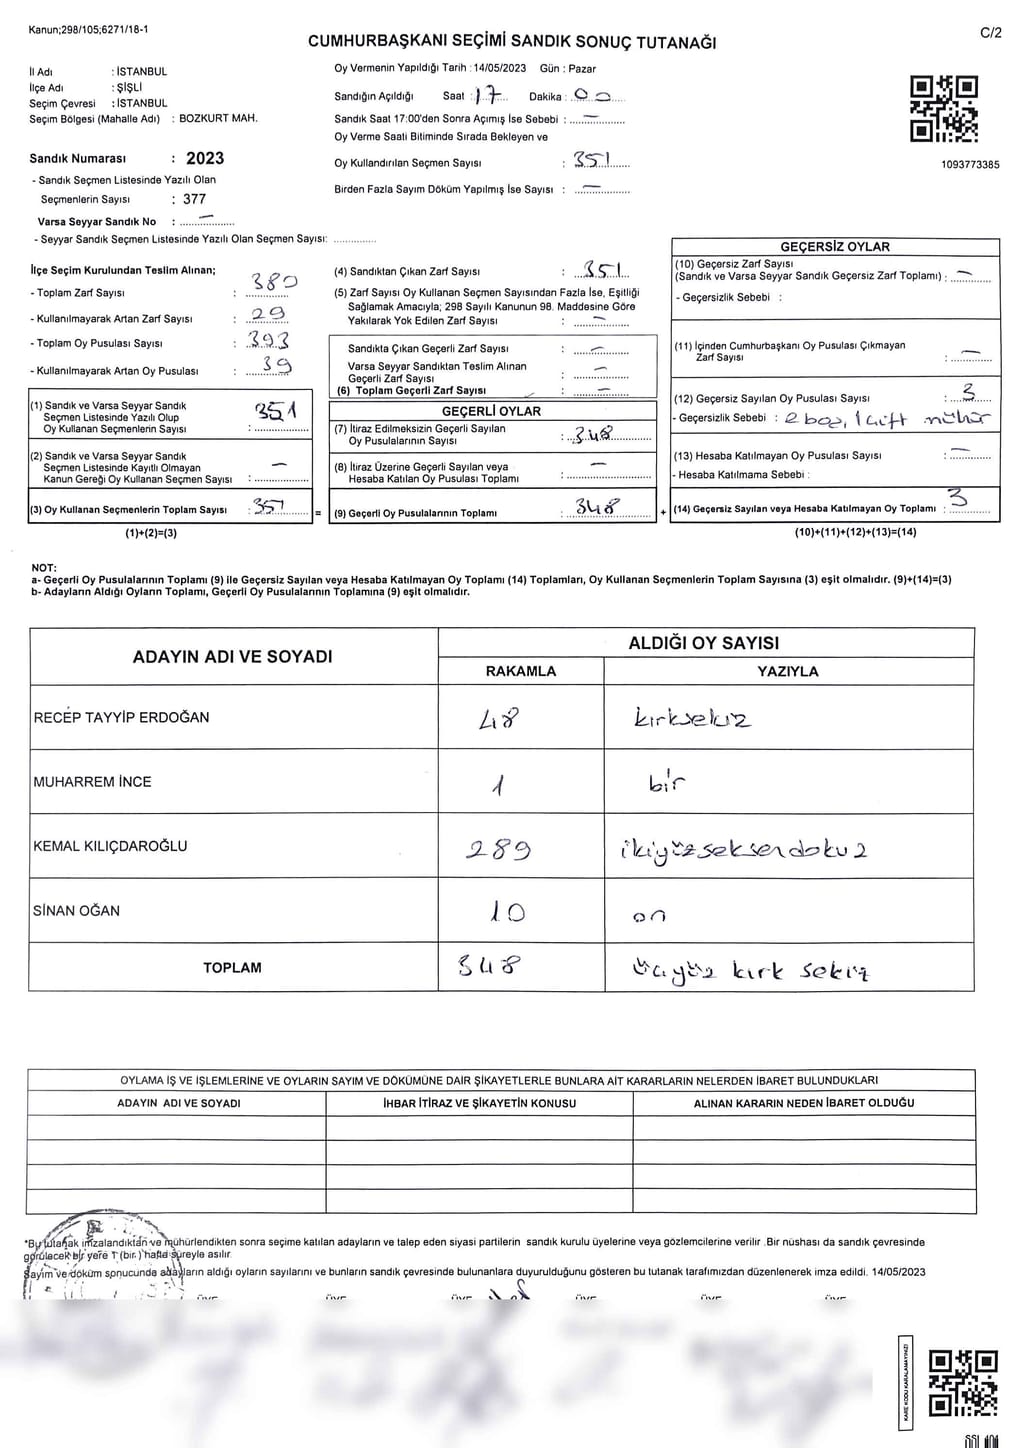 Kanun;298/105;6271/18-1
C/2
CUMHURBAŞKANI SEÇİMİ SANDIK SONUÇ TUTANAĞI
İl Adı : İSTANBUL
İlçe Adı : ŞİŞLİ
Seçim Çevresi : İSTANBUL
Seçim Bölgesi (Mahalle Adı) : BOZKURT MAH.
Sandık Numarası : 2023
- Sandık Seçmen Listesinde Yazılı Olan
Seçmenlerin Sayısı : 377
Varsa Seyyar Sandık No : —
- Seyyar Sandık Seçmen Listesinde Yazılı Olan Seçmen Sayısı: ..............
Oy Vermenin Yapıldığı Tarih : 14/05/2023 Gün : Pazar
Sandığın Açıldığı Saat : 17 Dakika : 00
Sandık Saat 17:00'den Sonra Açımış İse Sebebi : —
Oy Verme Saati Bitiminde Sırada Bekleyen ve
Oy Kullandırılan Seçmen Sayısı : 351
Birden Fazla Sayım Döküm Yapılmış İse Sayısı : —
1093773385
İlçe Seçim Kurulundan Teslim Alınan;
- Toplam Zarf Sayısı : 380
- Kullanılmayarak Artan Zarf Sayısı : 29
- Toplam Oy Pusulası Sayısı : 393
- Kullanılmayarak Artan Oy Pusulası : 39
(1) Sandık ve Varsa Seyyar Sandık
Seçmen Listesinde Yazılı Olup
Oy Kullanan Seçmenlerin Sayısı : 351
(2) Sandık ve Varsa Seyyar Sandık
Seçmen Listesinde Kayıtlı Olmayan
Kanun Gereği Oy Kullanan Seçmen Sayısı : —
(3) Oy Kullanan Seçmenlerin Toplam Sayısı : 351 =
(1)+(2)=(3)
(4) Sandıktan Çıkan Zarf Sayısı : 351
(5) Zarf Sayısı Oy Kullanan Seçmen Sayısından Fazla İse, Eşitliği
Sağlamak Amacıyla; 298 Sayılı Kanunun 98. Maddesine Göre
Yakılarak Yok Edilen Zarf Sayısı : —
Sandıkta Çıkan Geçerli Zarf Sayısı : —
Varsa Seyyar Sandıktan Teslim Alınan
Geçerli Zarf Sayısı : —
(6) Toplam Geçerli Zarf Sayısı : —
GEÇERLİ OYLAR
(7) İtiraz Edilmeksizin Geçerli Sayılan
Oy Pusulalarının Sayısı : 348
(8) İtiraz Üzerine Geçerli Sayılan veya
Hesaba Katılan Oy Pusulası Toplamı : —
(9) Geçerli Oy Pusulalarının Toplamı : 348 +
GEÇERSİZ OYLAR
(10) Geçersiz Zarf Sayısı
(Sandık ve Varsa Seyyar Sandık Geçersiz Zarf Toplamı) : —
- Geçersizlik Sebebi :
(11) İçinden Cumhurbaşkanı Oy Pusulası Çıkmayan
Zarf Sayısı : —
(12) Geçersiz Sayılan Oy Pusulası Sayısı : 3
- Geçersizlik Sebebi : 2 boş, 1 çift mühür
(13) Hesaba Katılmayan Oy Pusulası Sayısı : —
- Hesaba Katılmama Sebebi :
(14) Geçersiz Sayılan veya Hesaba Katılmayan Oy Toplamı : 3
(10)+(11)+(12)+(13)=(14)
NOT:
a- Geçerli Oy Pusulalarının Toplamı (9) ile Geçersiz Sayılan veya Hesaba Katılmayan Oy Toplamı (14) Toplamları, Oy Kullanan Seçmenlerin Toplam Sayısına (3) eşit olmalıdır. (9)+(14)=(3)
b- Adayların Aldığı Oyların Toplamı, Geçerli Oy Pusulalarının Toplamına (9) eşit olmalıdır.
ADAYIN ADI VE SOYADI ALDIĞI OY SAYISI
RAKAMLA YAZIYLA
RECEP TAYYİP ERDOĞAN 48 kırksekiz
MUHARREM İNCE 1 bir
KEMAL KILIÇDAROĞLU 289 ikiyüzseksendokuz
SİNAN OĞAN 10 on
TOPLAM 348 üçyüz kırk sekiz
OYLAMA İŞ VE İŞLEMLERİNE VE OYLARIN SAYIM VE DÖKÜMÜNE DAİR ŞİKAYETLERLE BUNLARA AİT KARARLARIN NELERDEN İBARET BULUNDUKLARI
ADAYIN ADI VE SOYADI İHBAR İTİRAZ VE ŞİKAYETİN KONUSU ALINAN KARARIN NEDEN İBARET OLDUĞU
*Bu tutanak imzalandıktan ve mühürlendikten sonra seçime katılan adayların ve talep eden siyasi partilerin sandık kurulu üyelerine veya gözlemcilerine verilir .Bir nüshası da sandık çevresinde
görülecek bir yere 1 (bir ) hafta süreyle asılır.
Sayım ve döküm sonucunda adayların aldığı oyların sayılarını ve bunların sandık çevresinde bulunanlara duyurulduğunu gösteren bu tutanak tarafımızdan düzenlenerek imza edildi. 14/05/2023
ÜYE ÜYE ÜYE ÜYE ÜYE ÜYE
KARE KODU KARALAMAYINIZ!